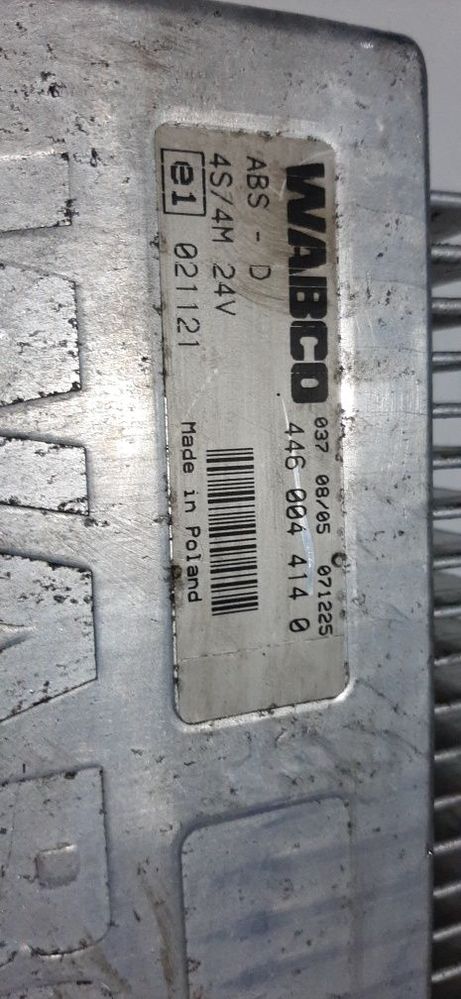 WABCO
037 08/05 071225
446 004 414 0
ABS - D
4S/4M 24V
e1 021121
Made in Poland